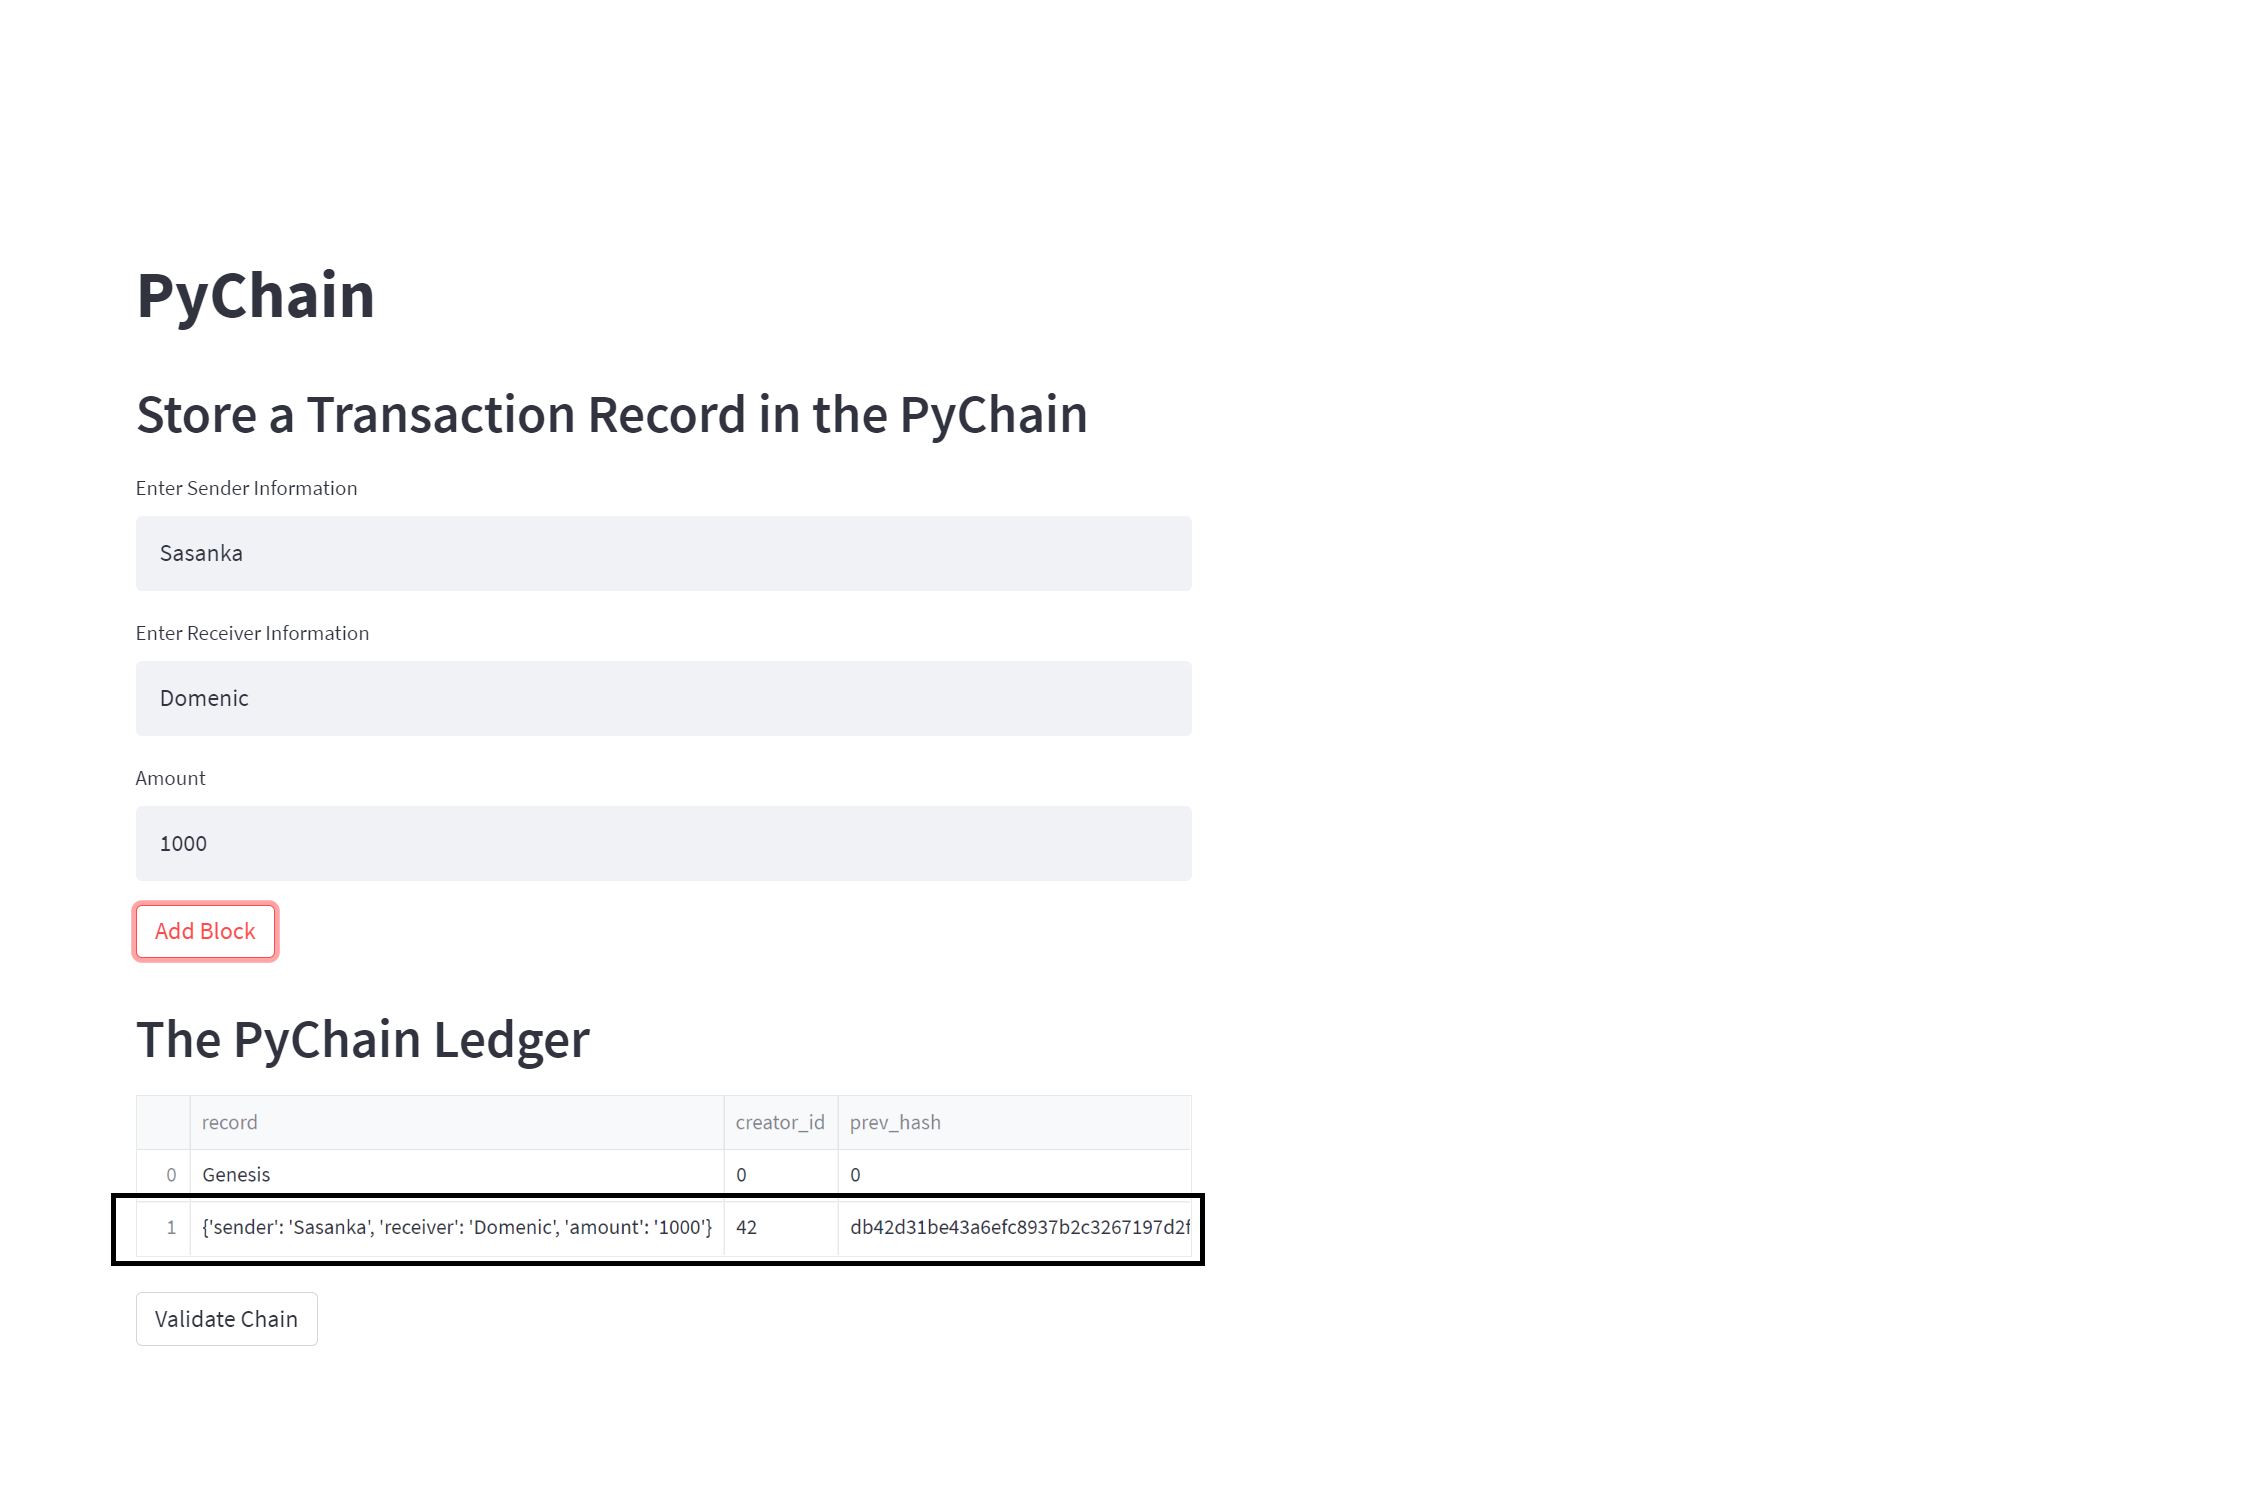 PyChain
Store a Transaction Record in the PyChain
Enter Sender Information
Sasanka
Enter Receiver Information
Domenic
Amount
1000
Add Block
The PyChain Ledger
record creator_id prev_hash
0 Genesis 0 0
1 {'sender': 'Sasanka', 'receiver': 'Domenic', 'amount': '1000'} 42 db42d31be43a6efc8937b2c3267197d2f
Validate Chain